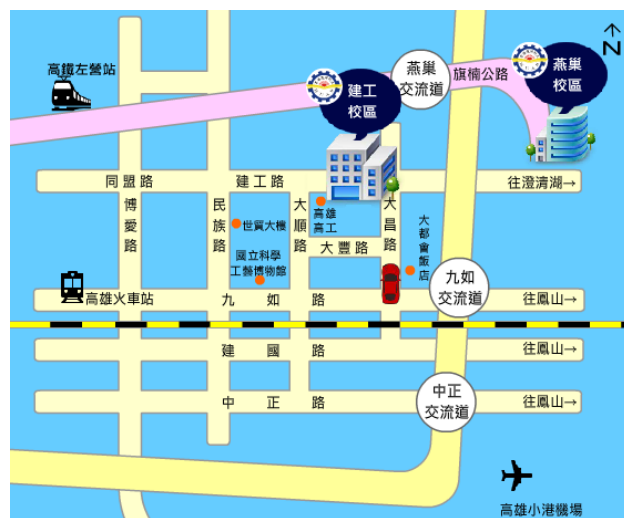 N
高鐵左營站
建工
校區
燕巢
交流道
旗楠公路
燕巢
校區
同盟路
建工路
往澄清湖→
博愛路
民族路
大順路
大昌路
高雄
高工
世貿大樓
國立科學
工藝博物館
大豐路
大都會飯店
高雄火車站
九如路
九如
交流道
往鳳山→
建國路
往鳳山→
中正路
中正
交流道
往鳳山→
高雄小港機場